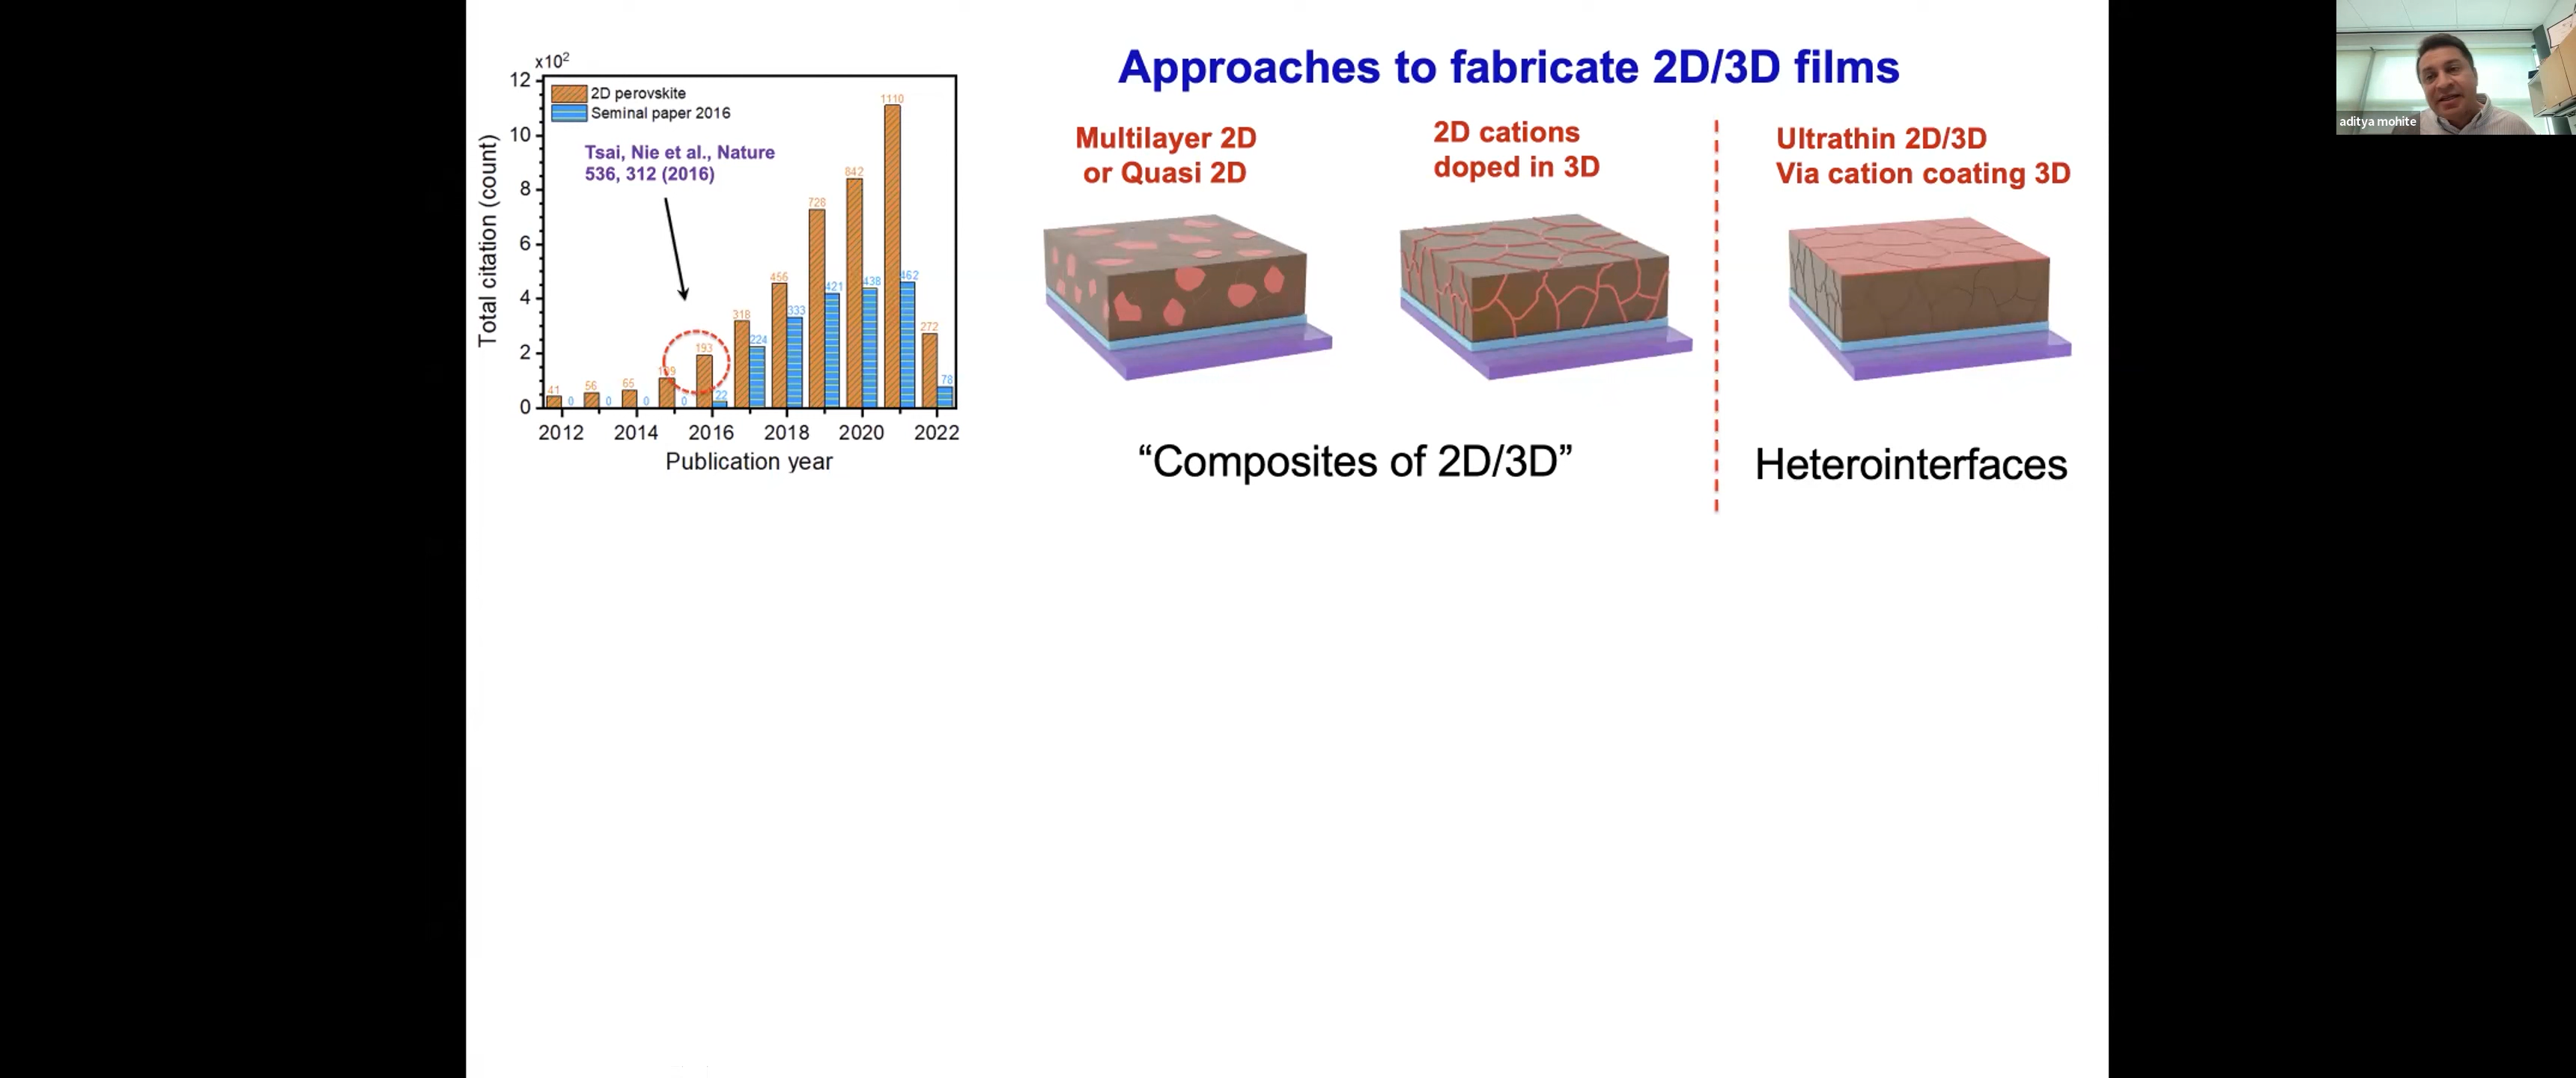 Approaches to fabricate 2D/3D films
x10²
12
10
8
6
4
2
0
Total citation (count)
2D perovskite
Seminal paper 2016
Tsai, Nie et al., Nature
536, 312 (2016)
41
0
56
0
65
0
109
0
193
22
318
224
456
333
728
421
842
438
1110
462
272
78
2012
2014
2016
2018
2020
2022
Publication year
Multilayer 2D
or Quasi 2D
2D cations
doped in 3D
Ultrathin 2D/3D
Via cation coating 3D
“Composites of 2D/3D”
Heterointerfaces
aditya mohite